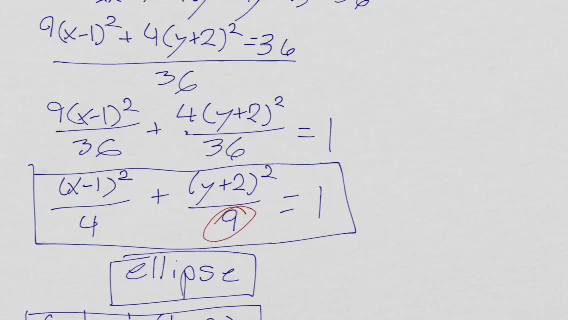 9(x-1)²+ 4(y+2)²=36
36
9(x-1)²/36 + 4(y+2)²/36 = 1
(x-1)²/4 + (y+2)²/9 = 1
ellipse